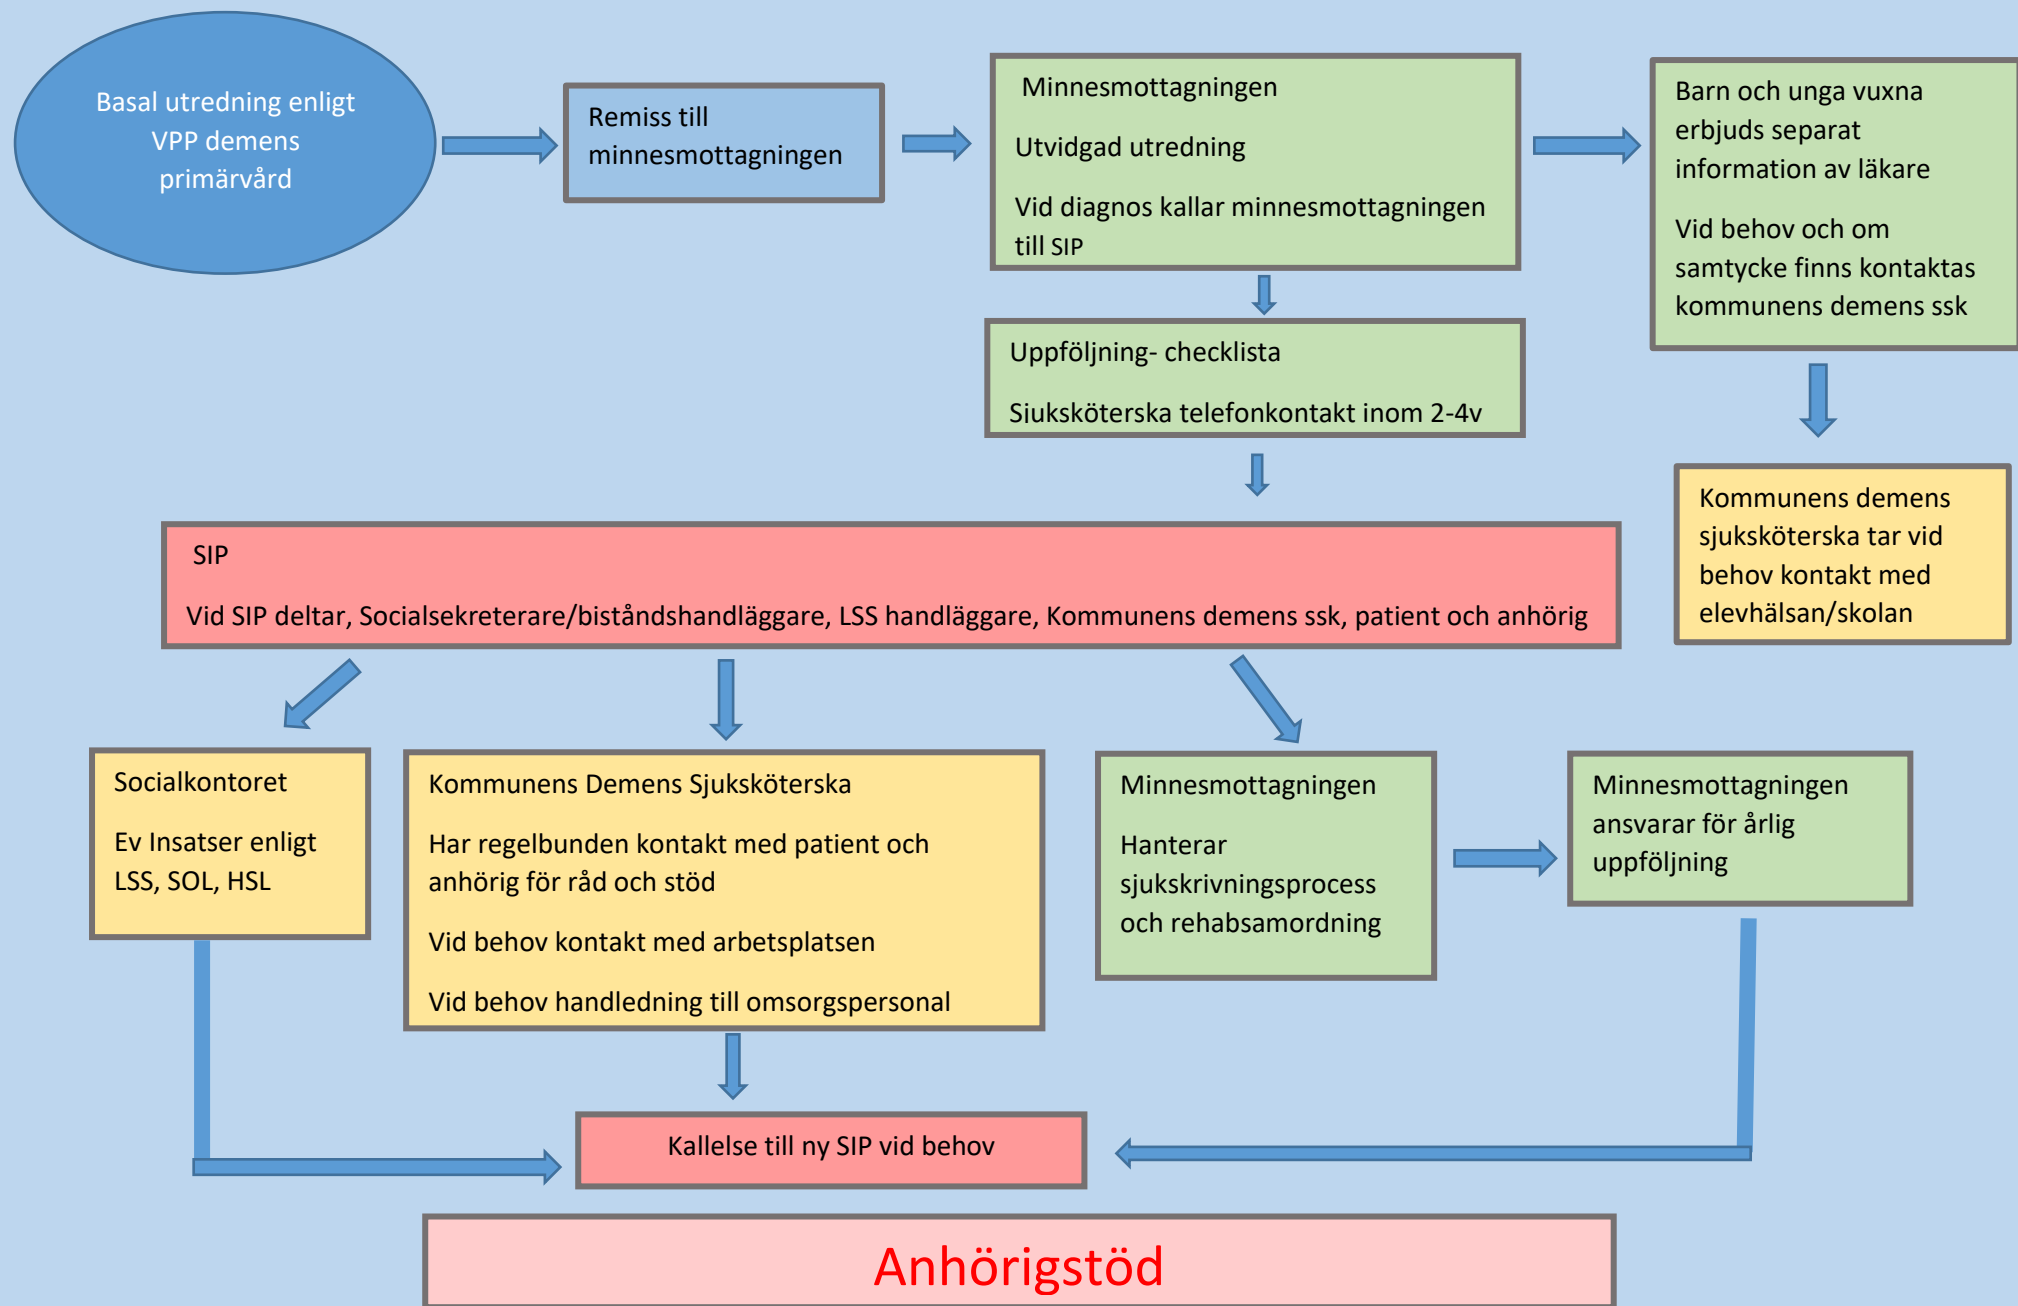 Basal utredning enligt
VPP demens
primärvård
Remiss till
minnesmottagningen
Minnesmottagningen
Utvidgad utredning
Vid diagnos kallar minnesmottagningen
till SIP
Barn och unga vuxna
erbjuds separat
information av läkare
Vid behov och om
samtycke finns kontaktas
kommunens demens ssk
Uppföljning- checklista
Sjuksköterska telefonkontakt inom 2-4v
Kommunens demens
sjuksköterska tar vid
behov kontakt med
elevhälsan/skolan
SIP
Vid SIP deltar, Socialsekreterare/biståndshandläggare, LSS handläggare, Kommunens demens ssk, patient och anhörig
Socialkontoret
Ev Insatser enligt
LSS, SOL, HSL
Kommunens Demens Sjuksköterska
Har regelbunden kontakt med patient och
anhörig för råd och stöd
Vid behov kontakt med arbetsplatsen
Vid behov handledning till omsorgspersonal
Minnesmottagningen
Hanterar
sjukskrivningsprocess
och rehabsamordning
Minnesmottagningen
ansvarar för årlig
uppföljning
Kallelse till ny SIP vid behov
Anhörigstöd